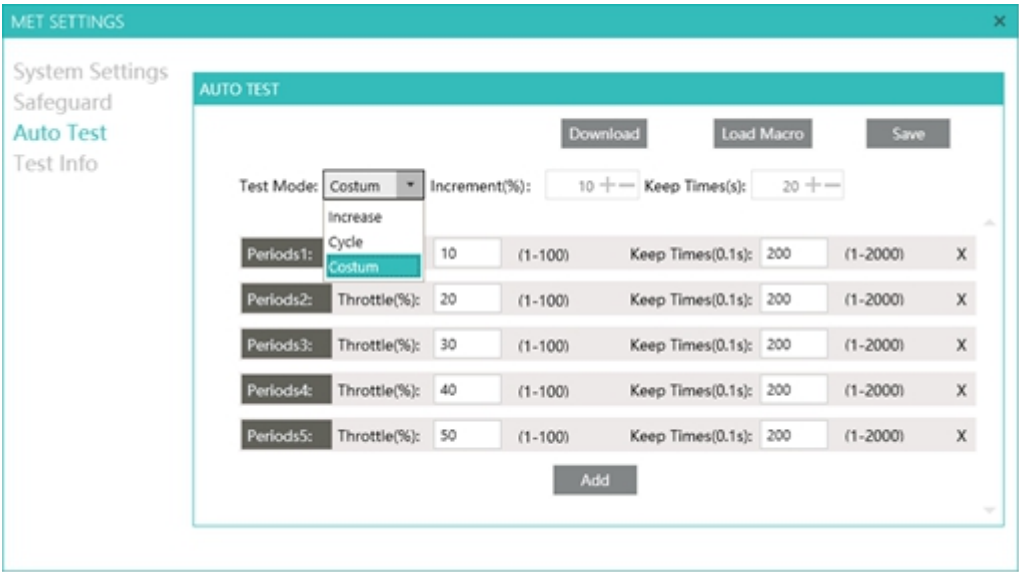 MET SETTINGS ×
System Settings
Safeguard
Auto Test
Test Info
AUTO TEST
Download Load Macro Save
Test Mode: Costum Increment(%): 10 +— Keep Times(s): 20 +—
Increase
Cycle
Costum
Periods1: 10 (1-100) Keep Times(0.1s): 200 (1-2000) X
Periods2: Throttle(%): 20 (1-100) Keep Times(0.1s): 200 (1-2000) X
Periods3: Throttle(%): 30 (1-100) Keep Times(0.1s): 200 (1-2000) X
Periods4: Throttle(%): 40 (1-100) Keep Times(0.1s): 200 (1-2000) X
Periods5: Throttle(%): 50 (1-100) Keep Times(0.1s): 200 (1-2000) X
Add